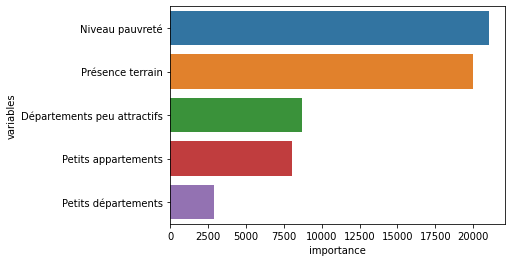 variables
Niveau pauvreté
Présence terrain
Départements peu attractifs
Petits appartements
Petits départements
0 2500 5000 7500 10000 12500 15000 17500 20000
importance